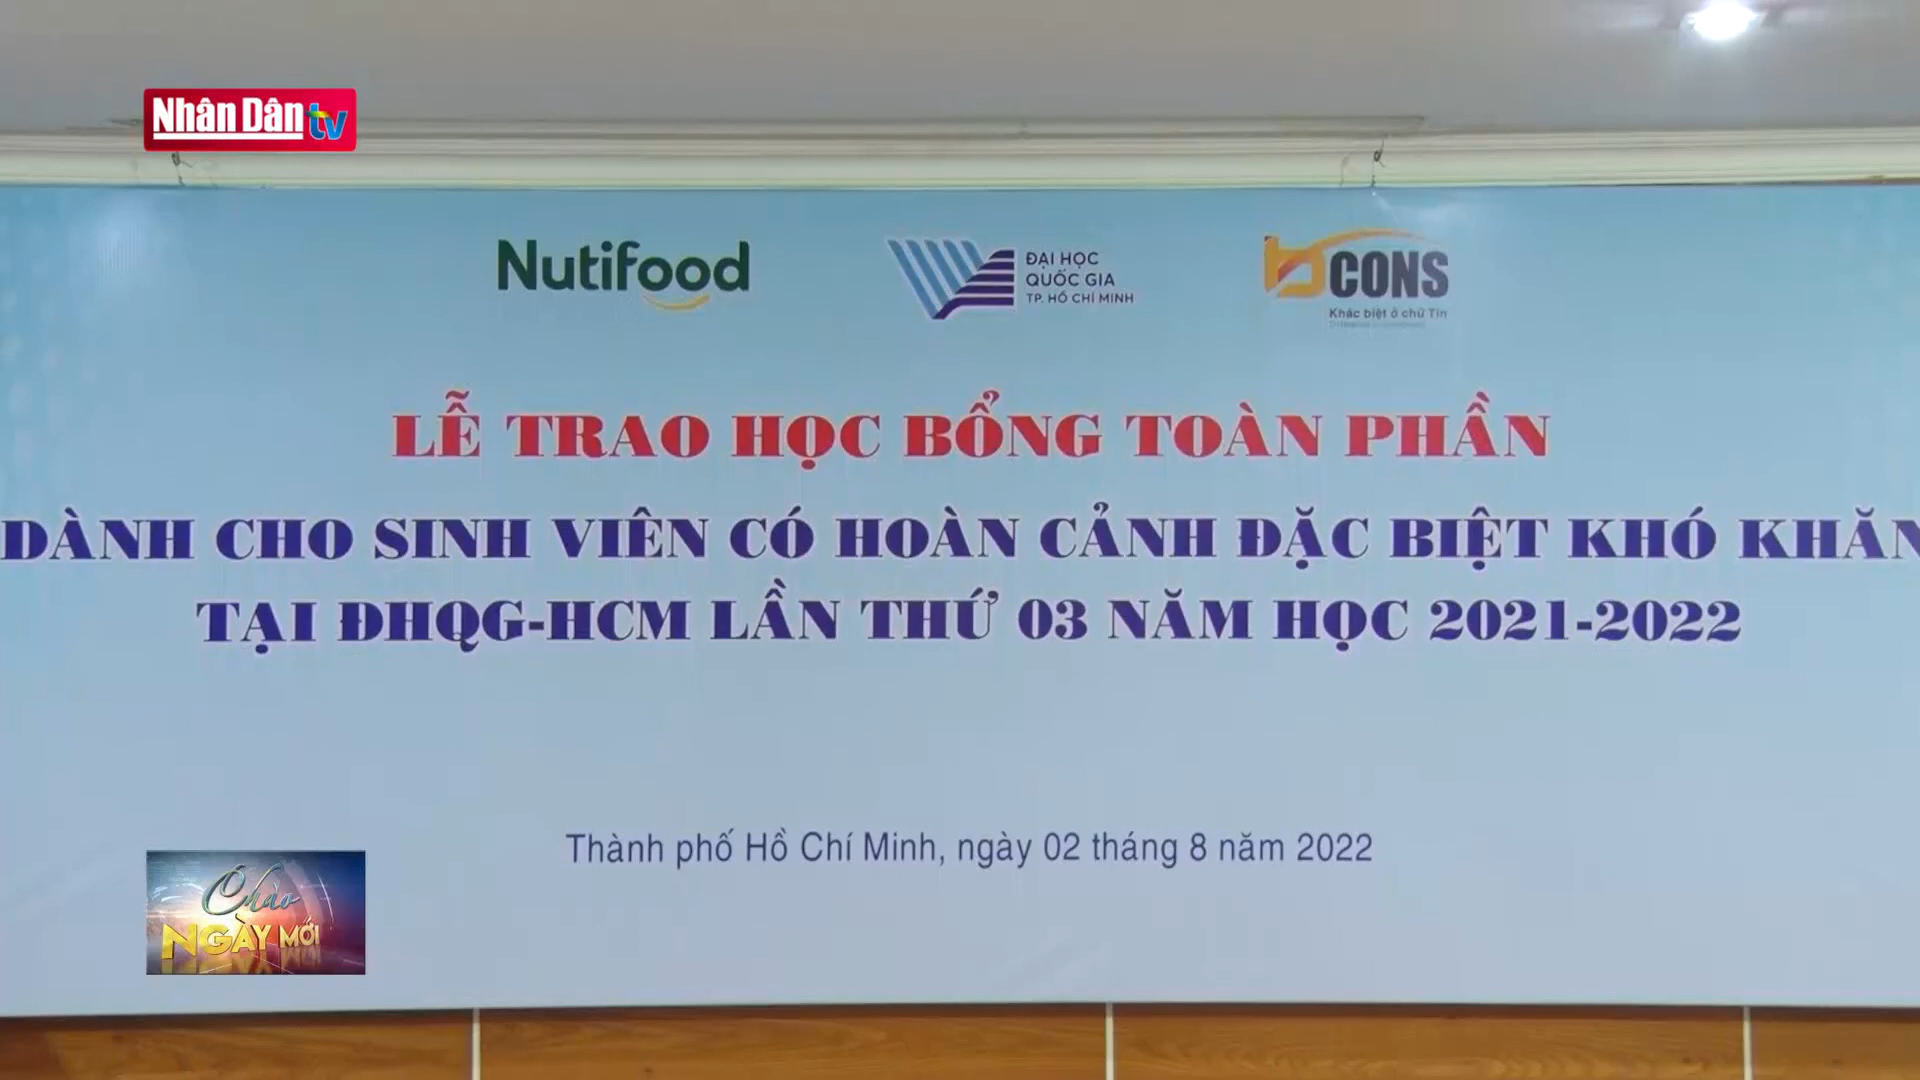 Nhân Dân tv
Nutifood
ĐẠI HỌC
QUỐC GIA
TP. HỒ CHÍ MINH
bCONS
Khác biệt ở chữ Tín
LỄ TRAO HỌC BỔNG TOÀN PHẦN
DÀNH CHO SINH VIÊN CÓ HOÀN CẢNH ĐẶC BIỆT KHÓ KHĂN
TẠI ĐHQG-HCM LẦN THỨ 03 NĂM HỌC 2021-2022
Thành phố Hồ Chí Minh, ngày 02 tháng 8 năm 2022
Chào
NGÀY MỚI